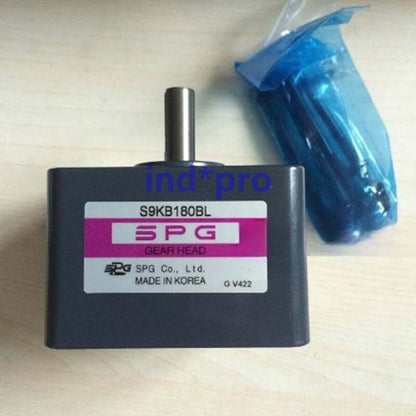 ind*pro
S9KB180BL
SPG
GEAR HEAD
SPG SPG Co., Ltd.
MADE IN KOREA G V422